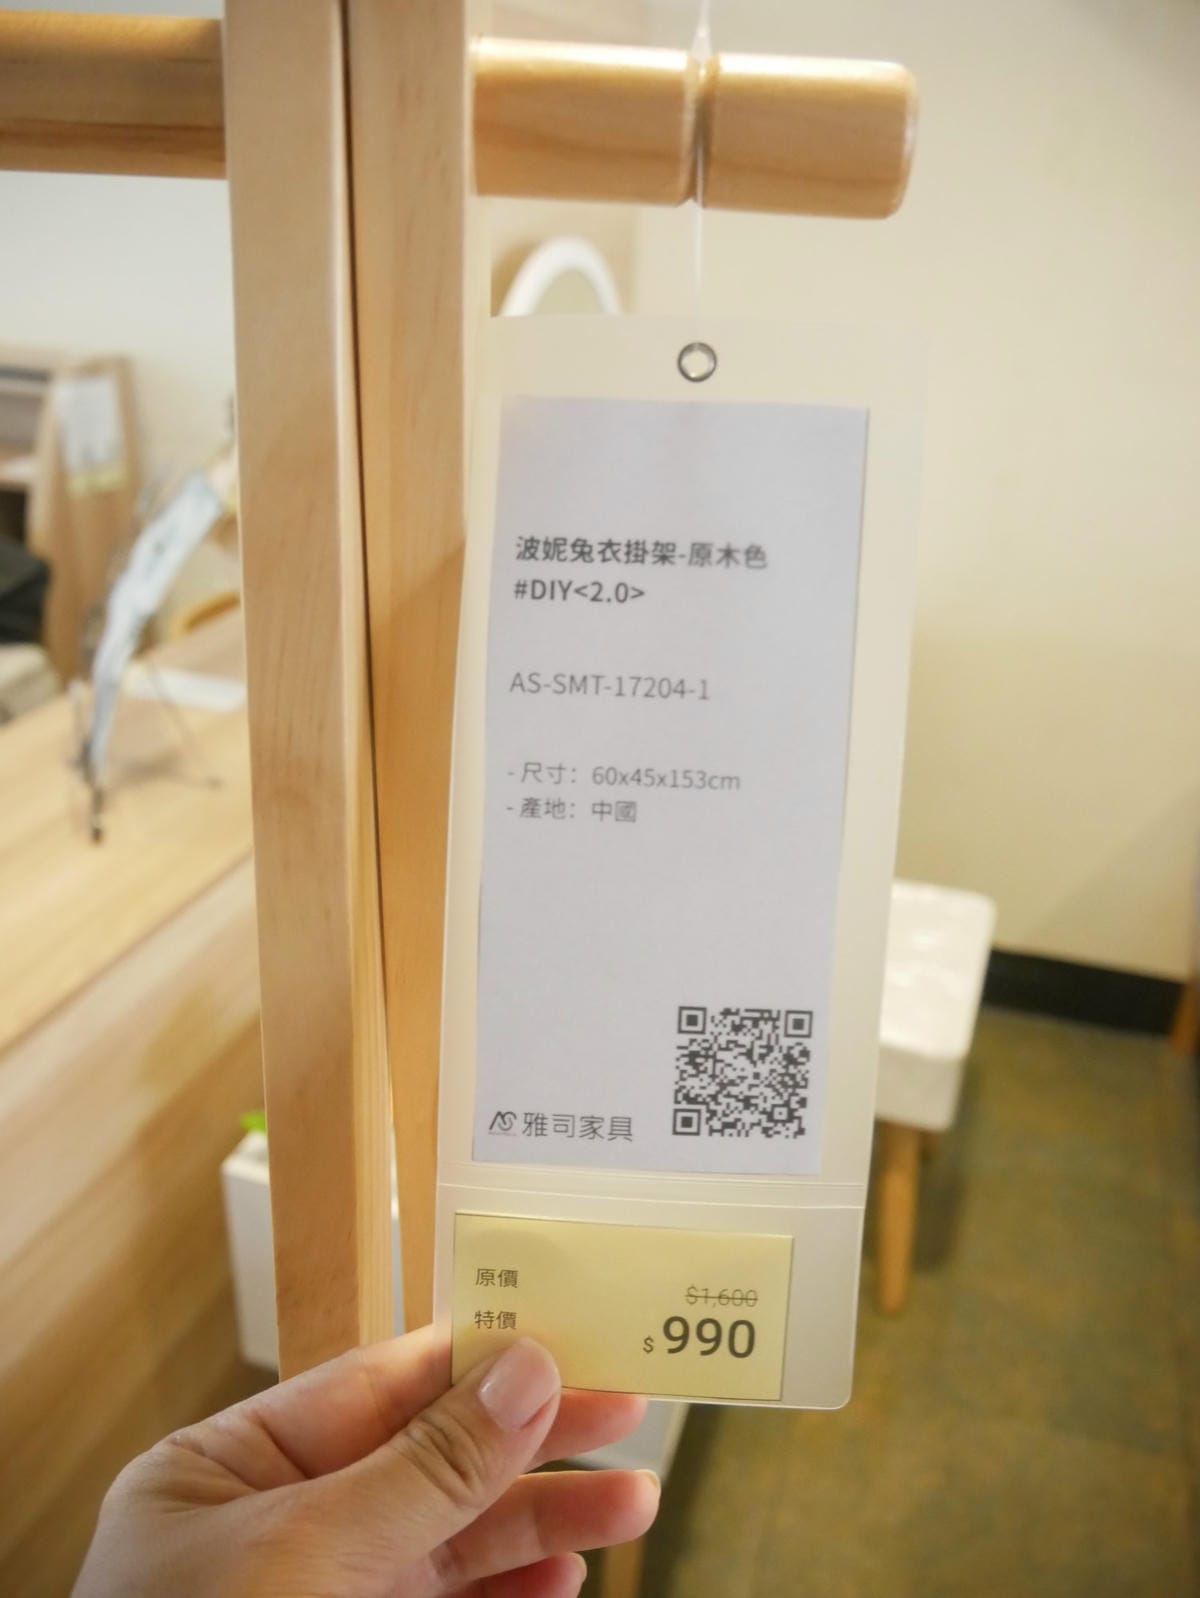 波妮兔衣掛架-原木色
#DIY<2.0>
AS-SMT-17204-1
- 尺寸：60x45x153cm
- 產地：中國
AS 雅司家具
原價 $1,600
特價 $990